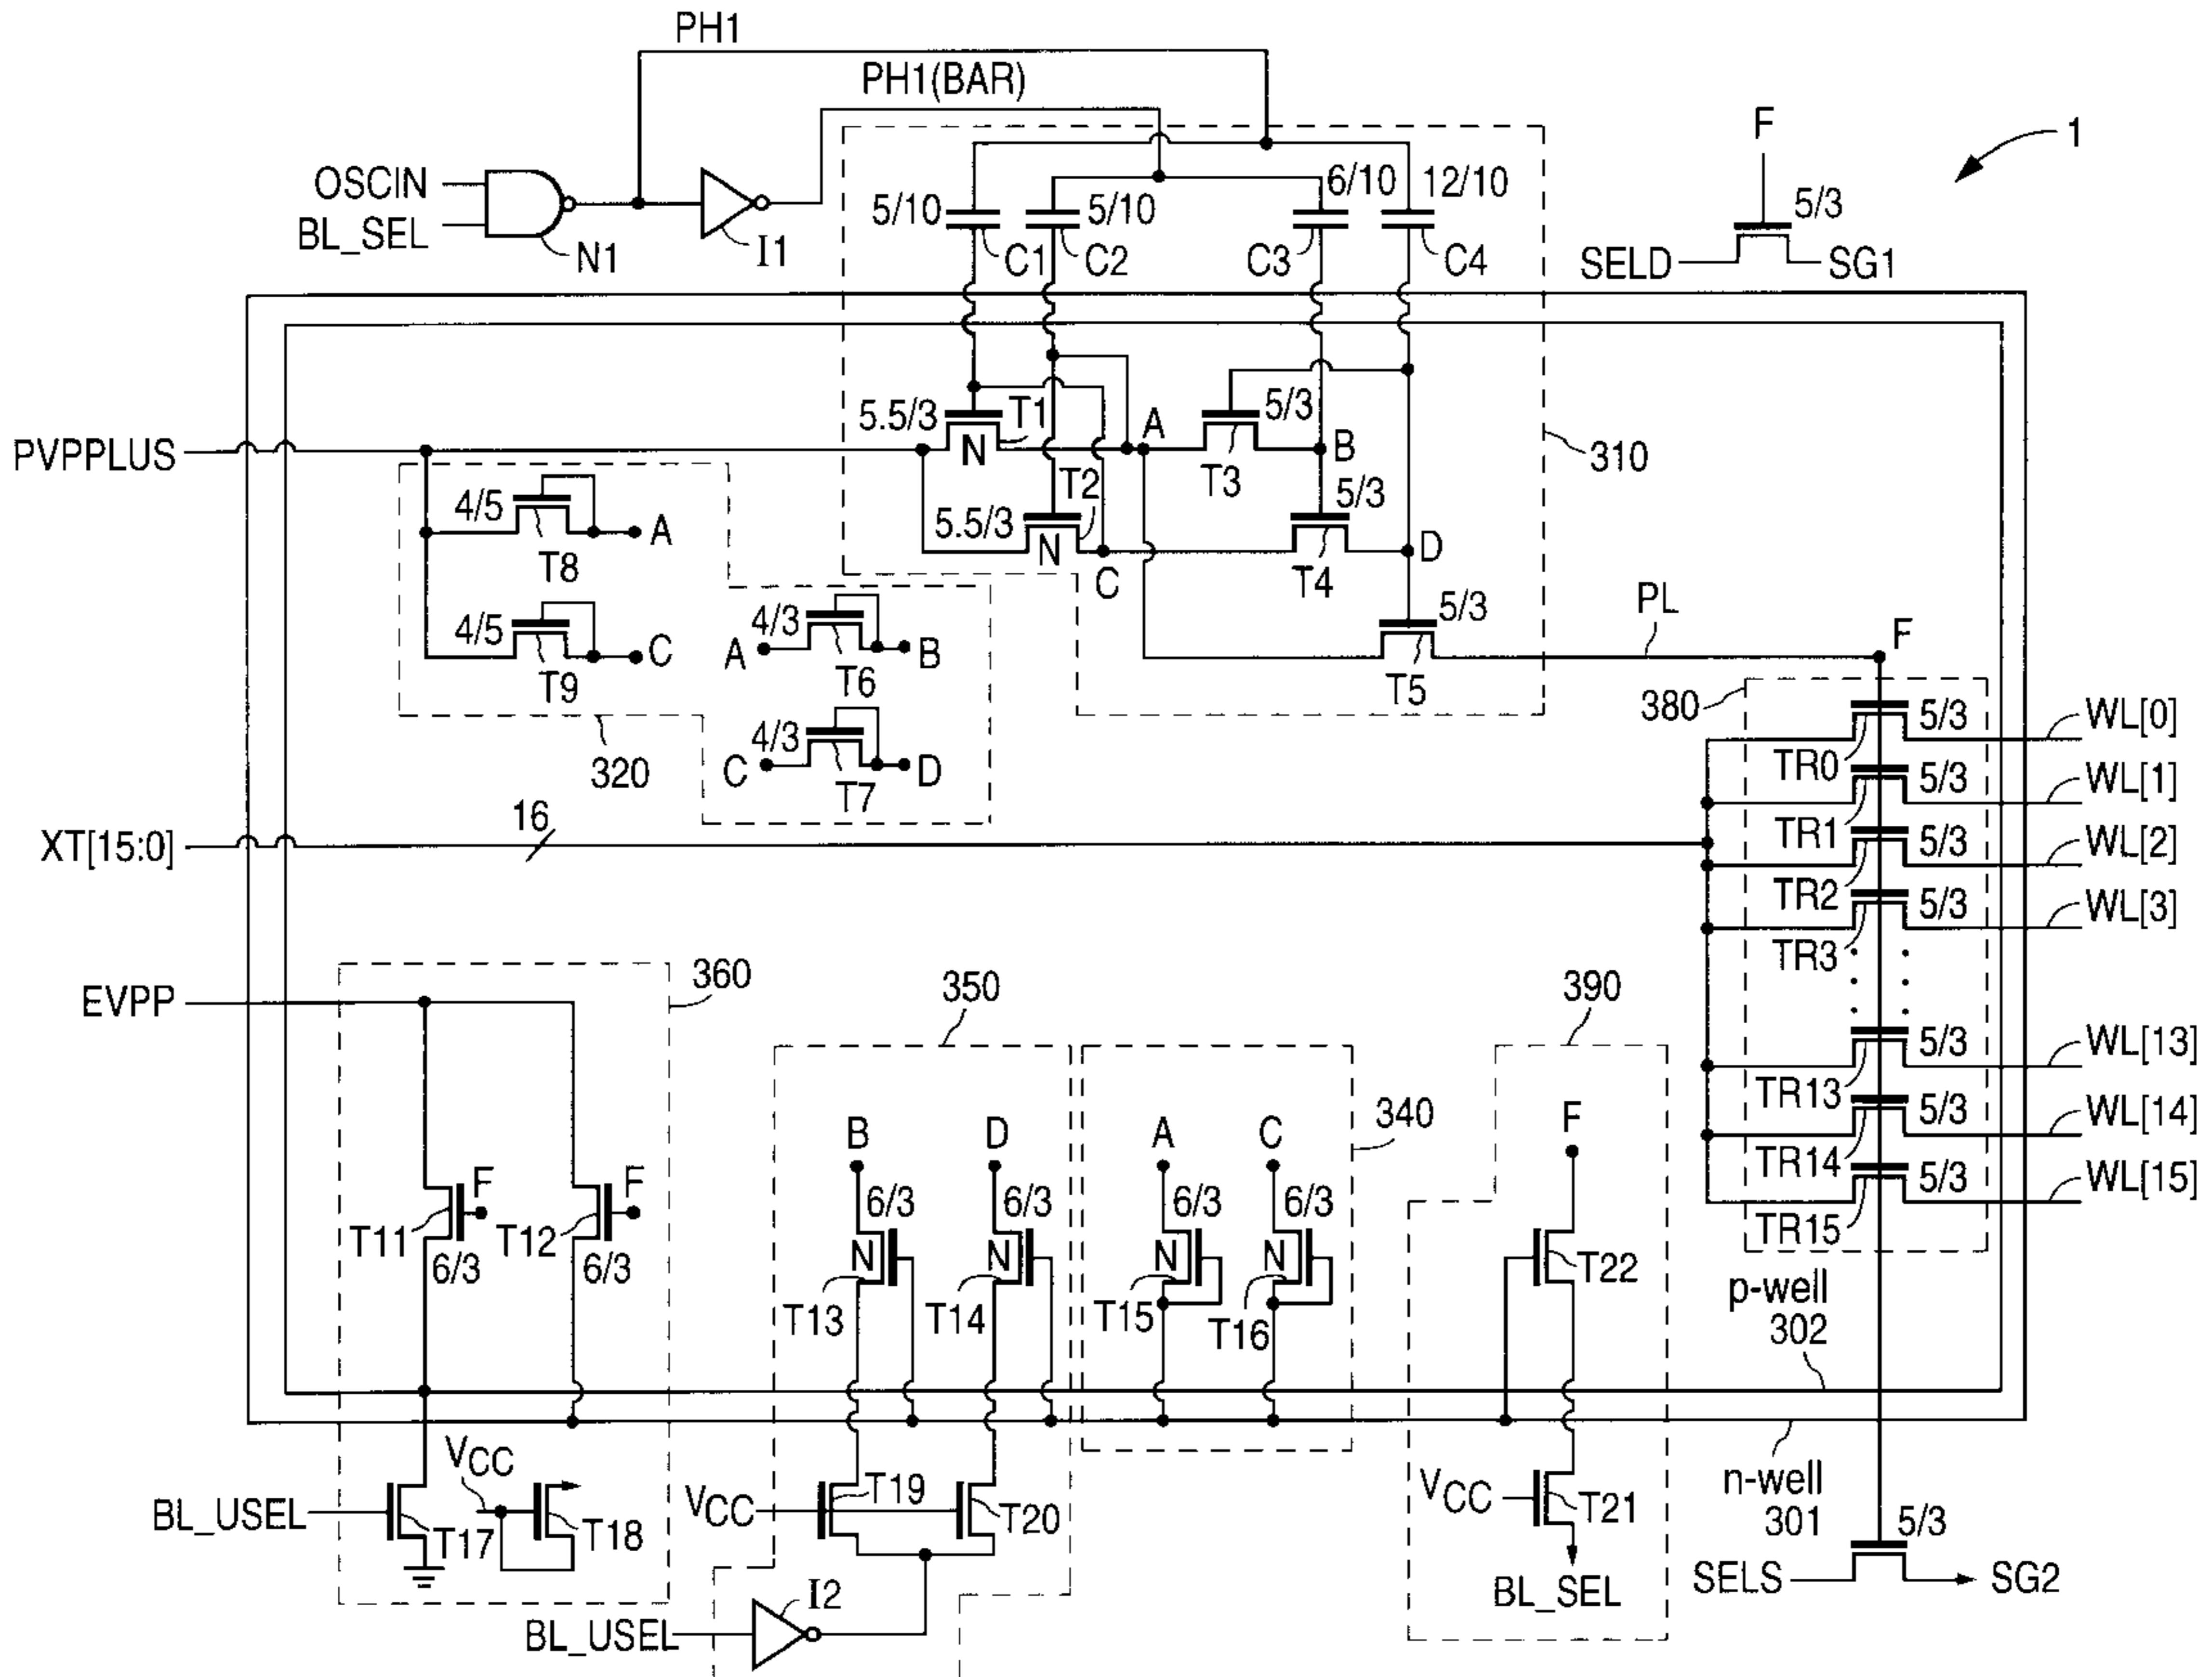 PH1
PH1(BAR)
F
1
OSCIN
BL_SEL
N1
I1
5/10
5/10
6/10
12/10
C1
C2
C3
C4
5/3
SELD
SG1
5.5/3
T1
N
A
5/3
T3
B
310
PVPPLUS
T2
5.5/3
N
C
5/3
T4
D
4/5
A
T8
4/5
C
T9
4/3
A
B
T6
4/3
C
D
T7
320
5/3
T5
PL
F
380
5/3
WL[0]
TR0
5/3
WL[1]
TR1
5/3
WL[2]
TR2
5/3
WL[3]
TR3
XT[15:0]
16
5/3
WL[13]
TR13
5/3
WL[14]
TR14
5/3
WL[15]
TR15
EVPP
360
350
390
340
F
T11
6/3
F
T12
6/3
B
6/3
N
T13
D
6/3
N
T14
A
6/3
N
T15
C
6/3
N
T16
F
T22
p-well
302
n-well
301
BL_USEL
T17
VCC
T18
VCC
T19
T20
VCC
T21
BL_SEL
BL_USEL
I2
SELS
5/3
SG2